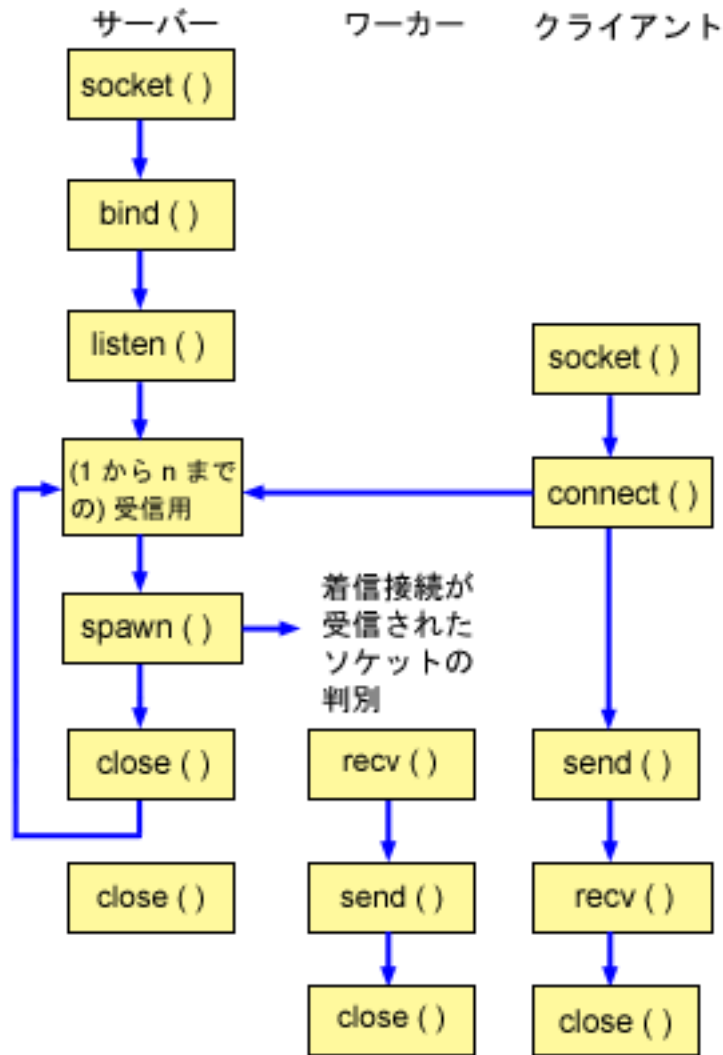 サーバー
ワーカー
クライアント
socket ( )
bind ( )
listen ( )
(1 から n まで
の) 受信用
spawn ( )
close ( )
close ( )
着信接続が
受信された
ソケットの
判別
recv ( )
send ( )
close ( )
socket ( )
connect ( )
send ( )
recv ( )
close ( )